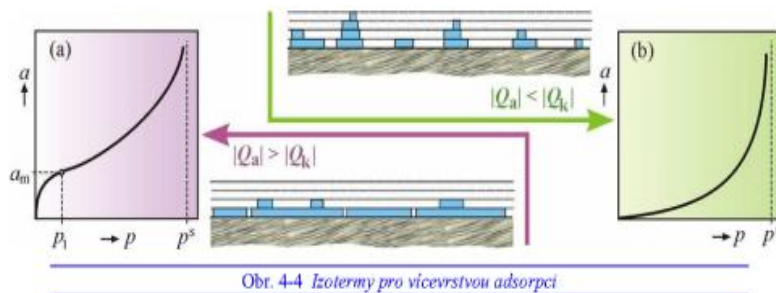 (a)
a
a_m
p_1 → p p^s
|Q_a| < |Q_k|
|Q_a| > |Q_k|
(b)
a
→ p p
Obr. 4-4 Izotermy pro vícevrstvou adsorpci